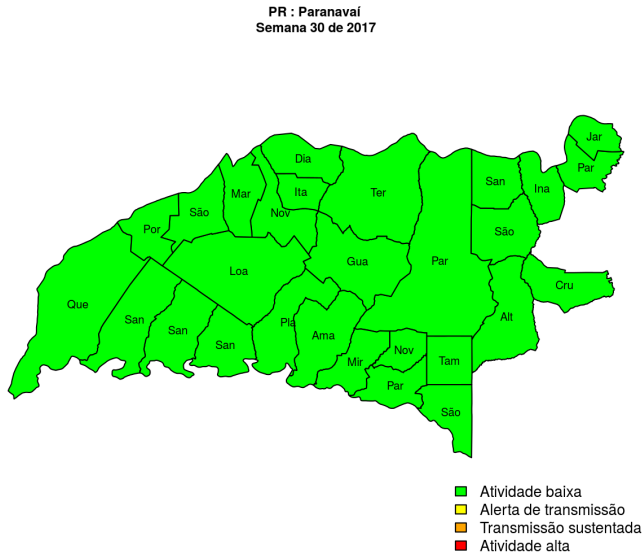 PR : Paranavaí
Semana 30 de 2017
Jar
Par
Dia
San
Ita
Mar
Ter
Ina
São
Nov
Por
São
Par
Gua
Loa
Cru
Que
Alt
San
San
Pla
Ama
San
Nov
Mir
Tam
Par
São
Atividade baixa
Alerta de transmissão
Transmissão sustentada
Atividade alta